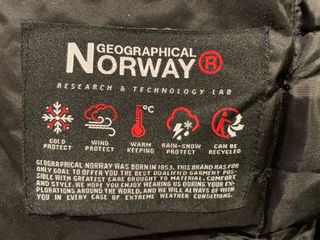 GEOGRAPHICAL
NORWAY®
RESEARCH & TECHNOLOGY LAB
°C
COLD PROTECT
WIND PROTECT
WARM KEEPING
RAIN-SNOW PROTECT
CAN BE RECYCLED
GEOGRAPHICAL NORWAY WAS BORN IN 1953. THIS BRAND HAS FOR
ONLY GOAL TO OFFER YOU THE BEST QUALIFIED GARMENT POS-
SIBLE WITH GREATEST CARE BROUGHT TO MATERIAL, COMFORT
AND STYLE. WE HOPE YOU ENJOY WEARING US DURING YOUR EX-
PLORATIONS AROUND THE WORLD, AND WE WILL ALWAYS BE WITH
YOU IN EVERY CASE OF EXTREME WEATHER CONDITIONS.